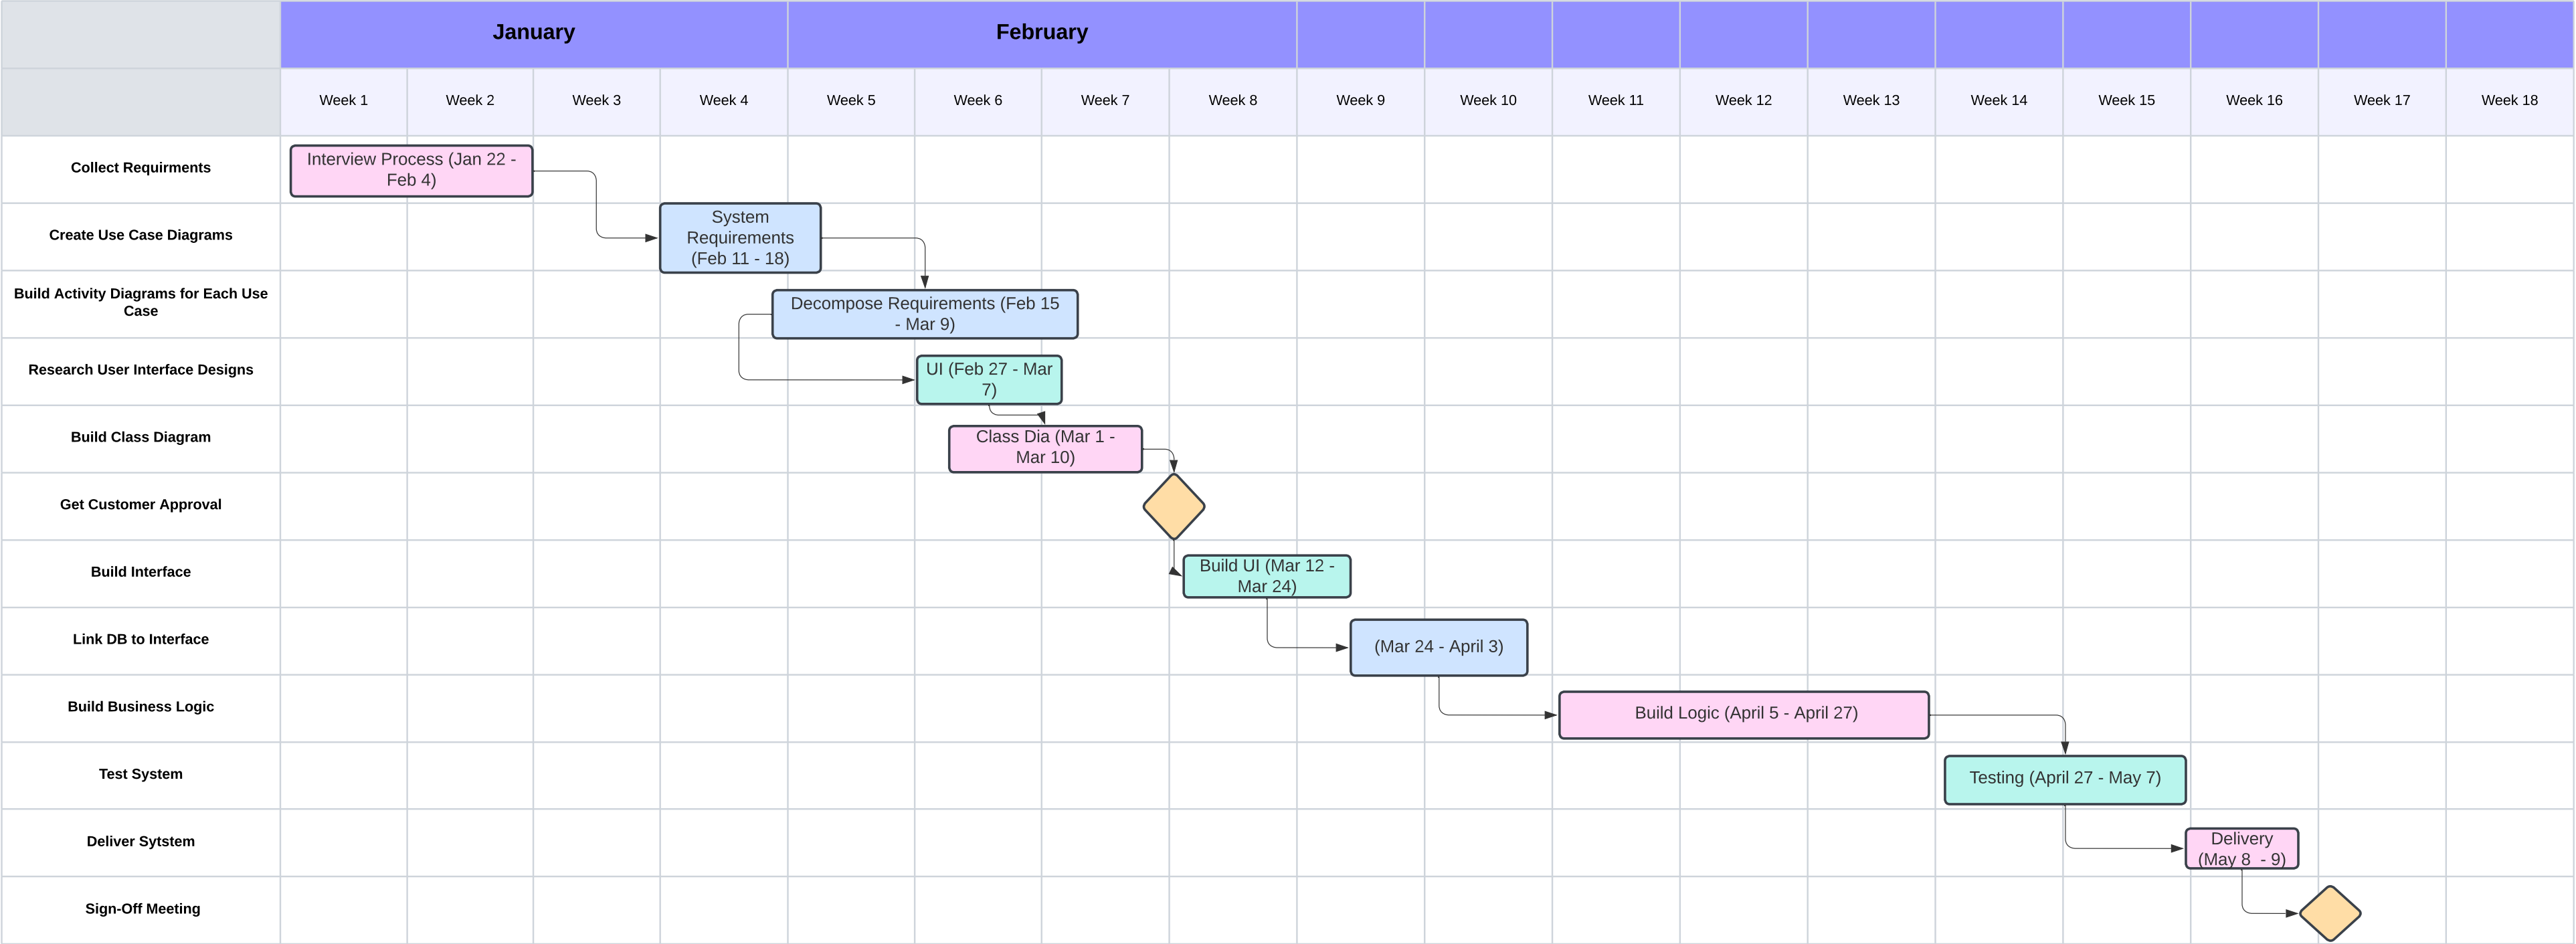 January
February
Week 1
Week 2
Week 3
Week 4
Week 5
Week 6
Week 7
Week 8
Week 9
Week 10
Week 11
Week 12
Week 13
Week 14
Week 15
Week 16
Week 17
Week 18
Collect Requirments
Interview Process (Jan 22 -
Feb 4)
Create Use Case Diagrams
System
Requirements
(Feb 11 - 18)
Build Activity Diagrams for Each Use
Case
Decompose Requirements (Feb 15
- Mar 9)
Research User Interface Designs
UI (Feb 27 - Mar
7)
Build Class Diagram
Class Dia (Mar 1 -
Mar 10)
Get Customer Approval
Build Interface
Build UI (Mar 12 -
Mar 24)
Link DB to Interface
(Mar 24 - April 3)
Build Business Logic
Build Logic (April 5 - April 27)
Test System
Testing (April 27 - May 7)
Deliver Sytstem
Delivery
(May 8  - 9)
Sign-Off Meeting